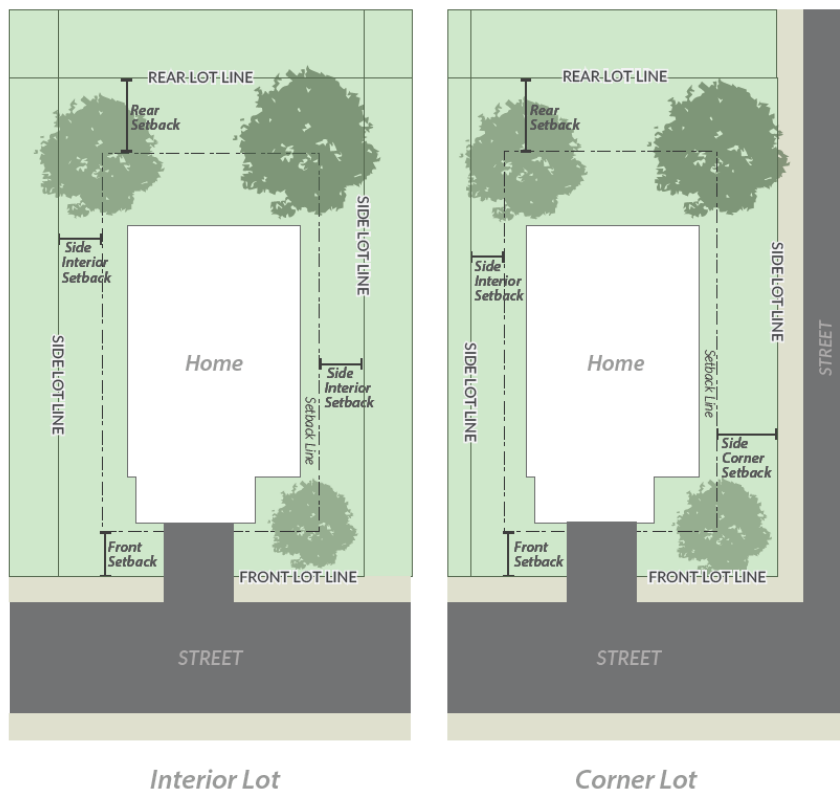 REAR LOT LINE
Rear
Setback
SIDE LOT LINE
Side
Interior
Setback
Home
SIDE LOT LINE
Side
Interior
Setback
Setback Line
Front
Setback
FRONT LOT LINE
STREET
Interior Lot
REAR LOT LINE
Rear
Setback
SIDE LOT LINE
Side
Interior
Setback
STREET
Home
SIDE LOT LINE
Setback Line
Side
Corner
Setback
Front
Setback
FRONT LOT LINE
STREET
Corner Lot